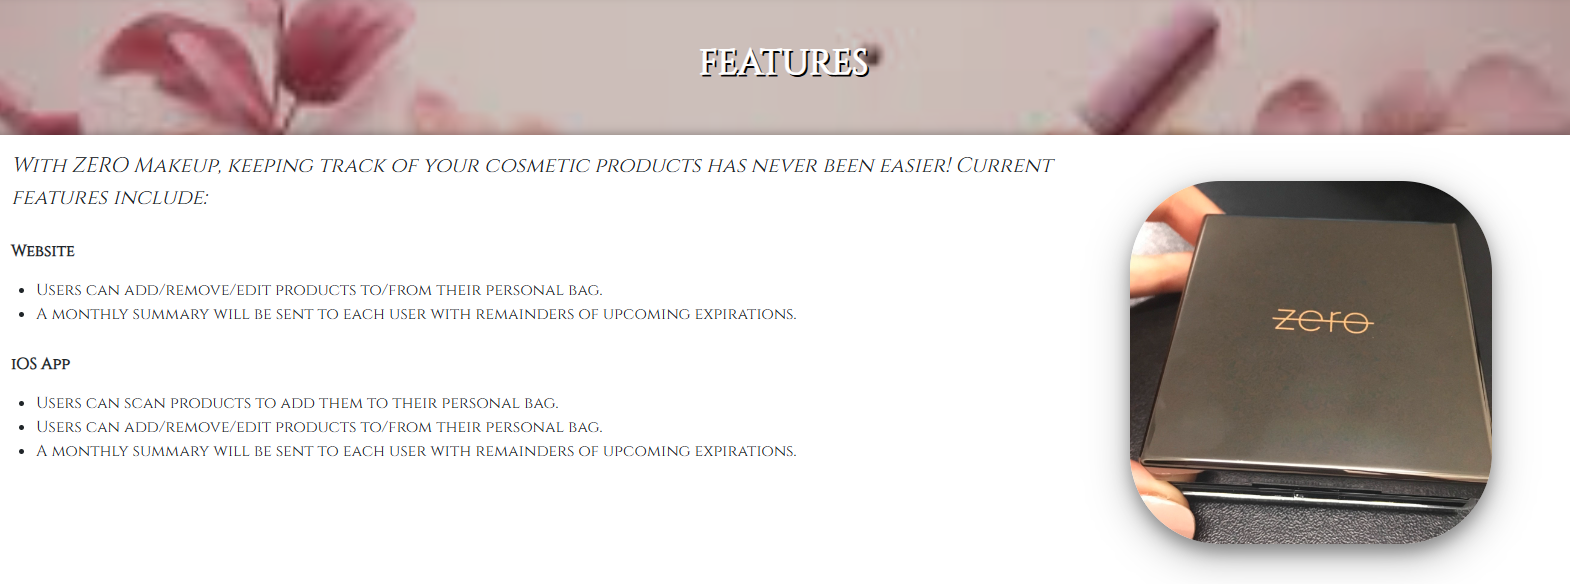 FEATURES
With ZERO Makeup, keeping track of your cosmetic products has never been easier! Current
features include:
Website
Users can add/remove/edit products to/from their personal bag.
A monthly summary will be sent to each user with remainders of upcoming expirations.
iOS App
Users can scan products to add them to their personal bag.
Users can add/remove/edit products to/from their personal bag.
A monthly summary will be sent to each user with remainders of upcoming expirations.
zero